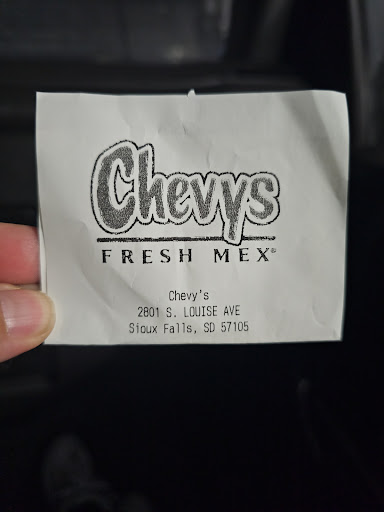 Chevys
FRESH MEX®
Chevy's
2801 S. LOUISE AVE
Sioux Falls, SD 57105